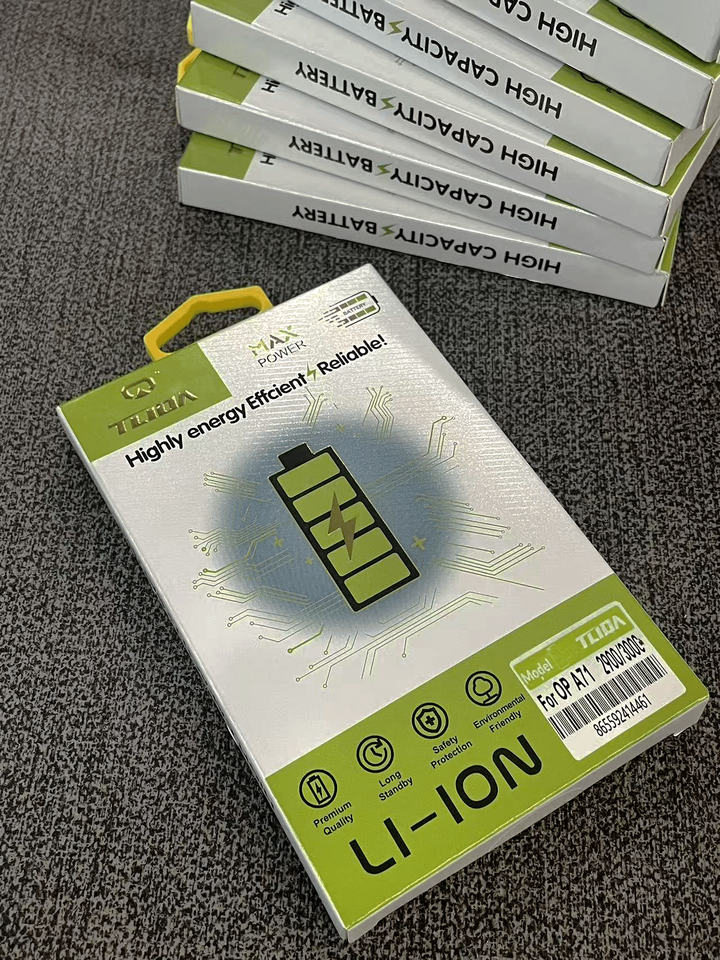 HIGH CAPACITY BATTERY
HIGH CAPACITY BATTERY
HIGH CAPACITY BATTERY
HIGH CAPACITY BATTERY
HIGH CAPACITY BATTERY
MAX
POWER
BATTERY
TLIDA
Highly energy Effcient Reliable!
Model
TLIDA
For OP A71
865592414461
Premium
Quality
Long
Standby
Safety
Protection
Environmental
Friendly
LI-ION